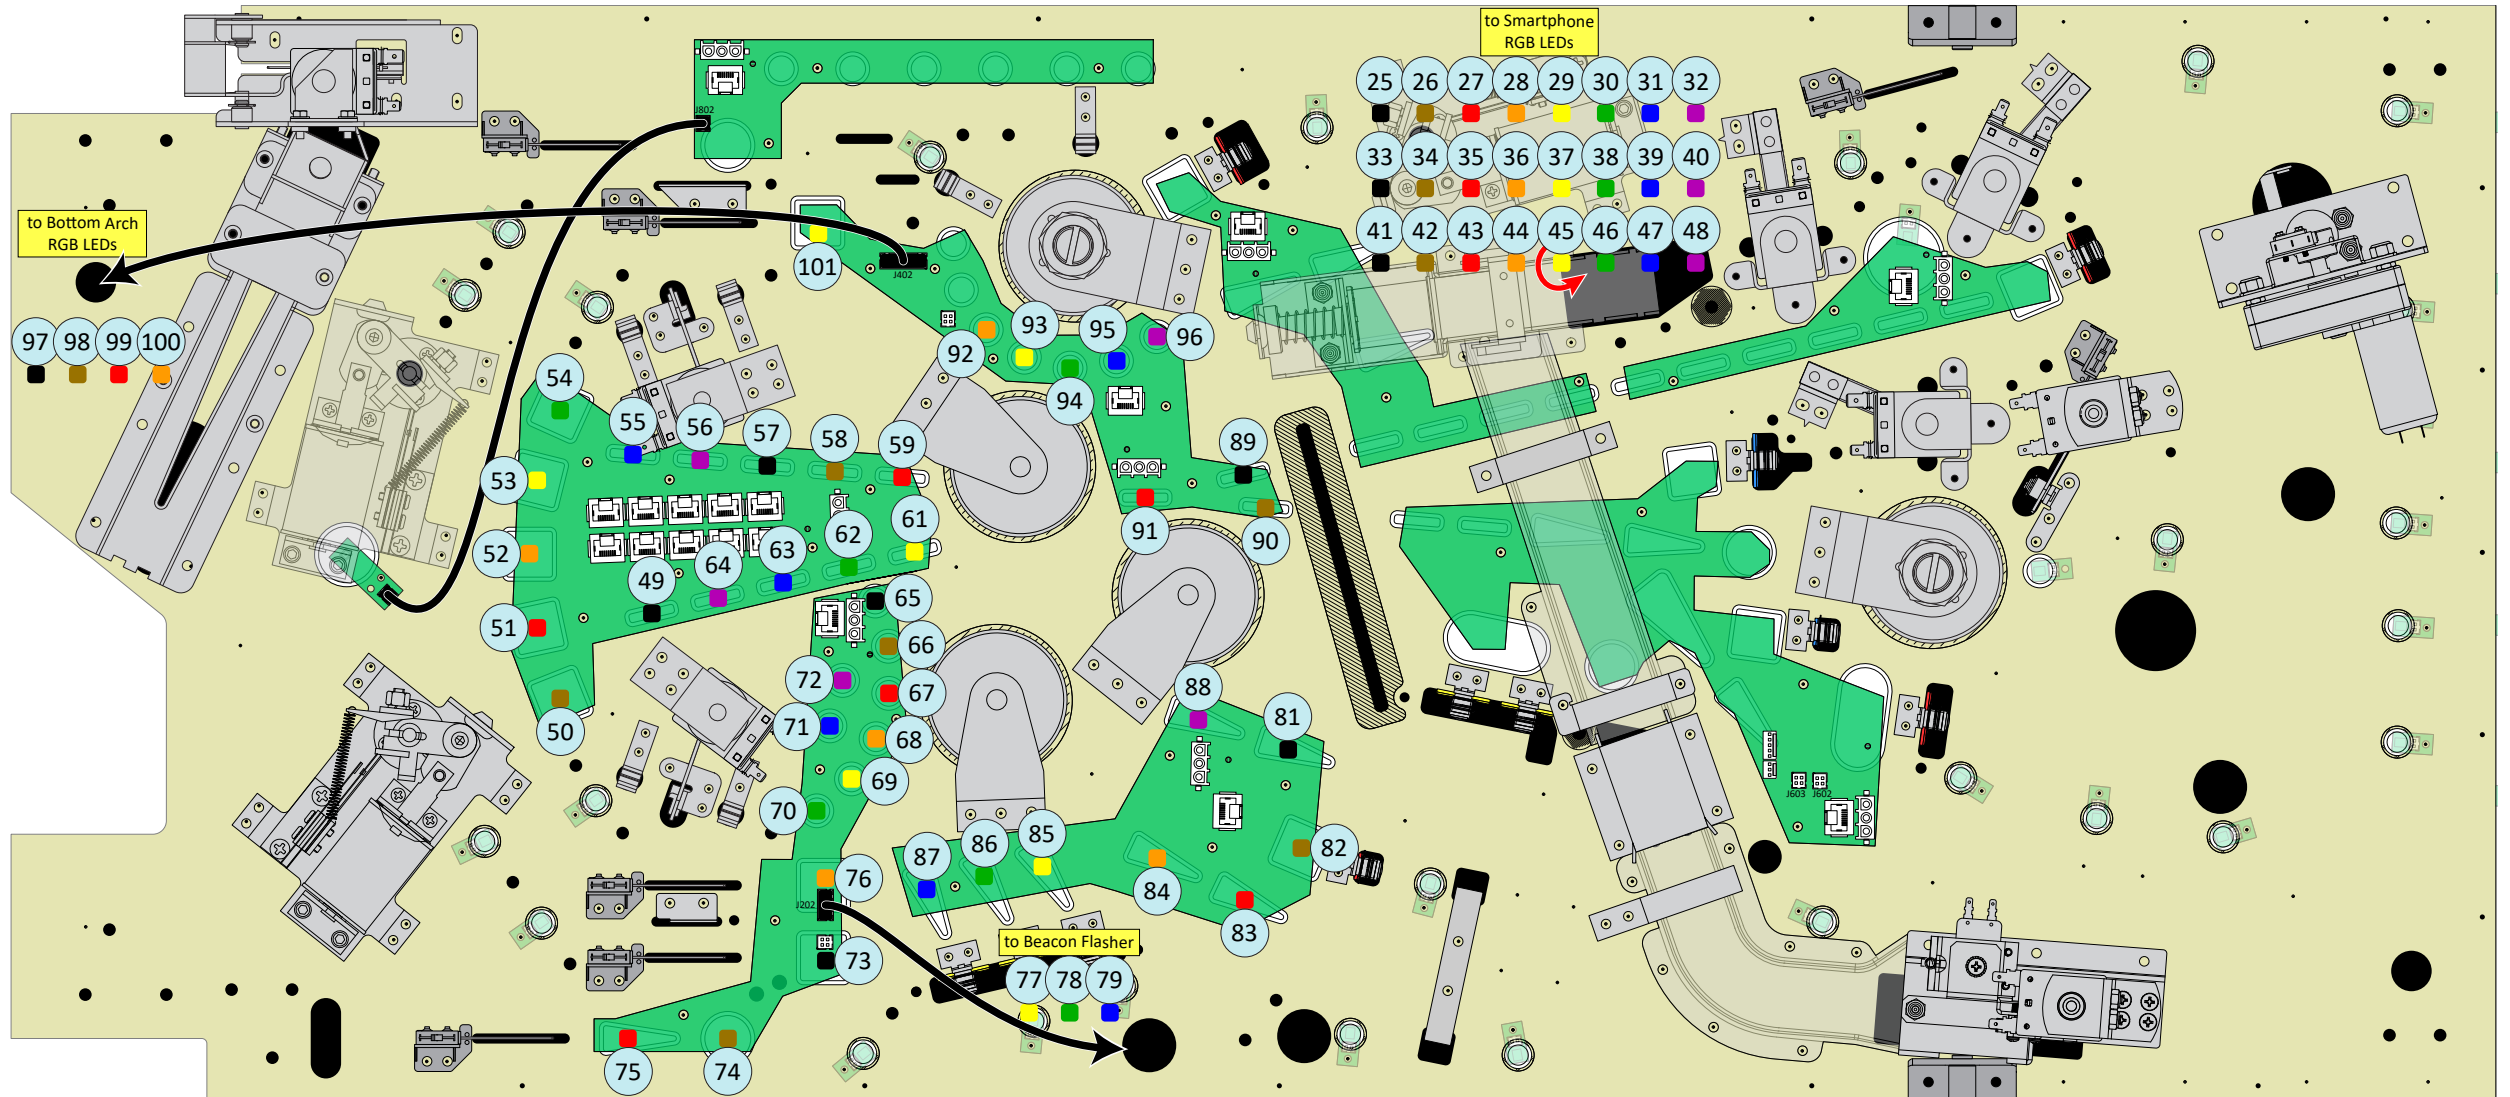 to Smartphone
RGB LEDs
25 26 27 28 29 30 31 32
J802
33 34 35 36 37 38 39 40
to Bottom Arch
RGB LEDs
41 42 43 44 45 46 47 48
101
J402
97 98 99 100
92 93 95 96
94
54
55 56 57 58 59
89
53
91 90
52
61
62
63
64
49
51
65
66
72 67
50
71 68
88 81
69
70
85
87 86
82
76
84
J603 J602
J202
83
to Beacon Flasher
73
77 78 79
75 74